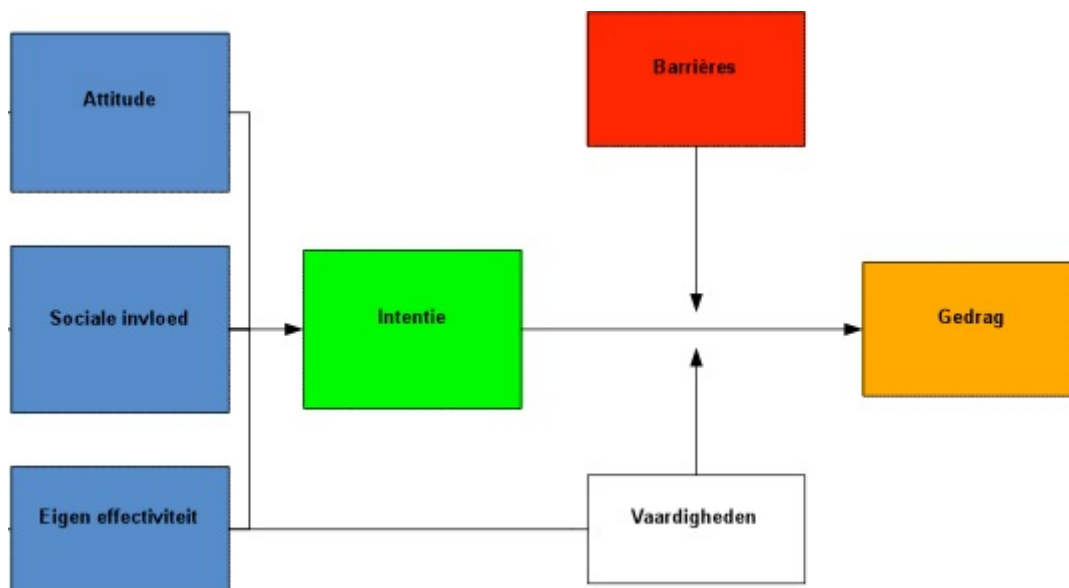 Attitude
Barrières
Sociale invloed
Intentie
Gedrag
Eigen effectiviteit
Vaardigheden